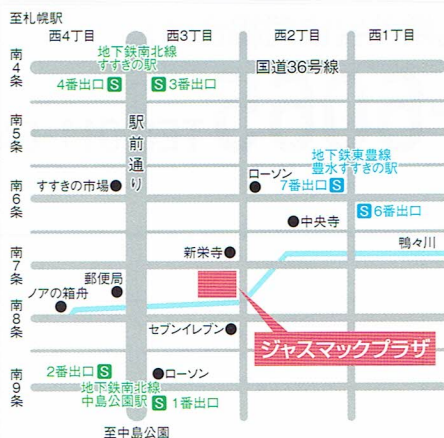 至札幌駅
西4丁目
地下鉄南北線
すすきの駅
西3丁目
西2丁目
西1丁目
南4条
国道36号線
4番出口 S
S 3番出口
南5条
駅前通り
地下鉄東豊線
豊水すすきの駅
ローソン
7番出口 S
すすきの市場
南6条
S 6番出口
中央寺
鴨々川
新栄寺
南7条
郵便局
ノアの箱舟
南8条
セブンイレブン
ジャスマックプラザ
2番出口 S
ローソン
地下鉄南北線
中島公園駅
南9条
S 1番出口
至中島公園